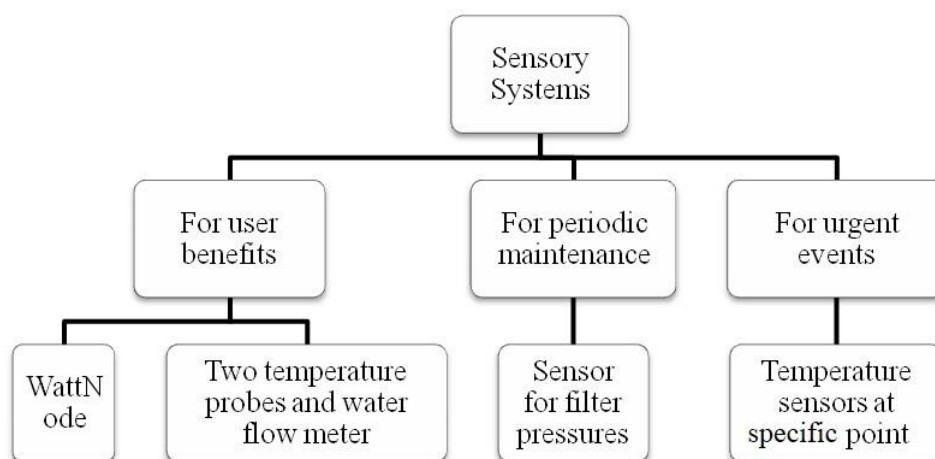 Sensory
Systems
For user
benefits
For periodic
maintenance
For urgent
events
WattN
ode
Two temperature
probes and water
flow meter
Sensor
for filter
pressures
Temperature
sensors at
specific point